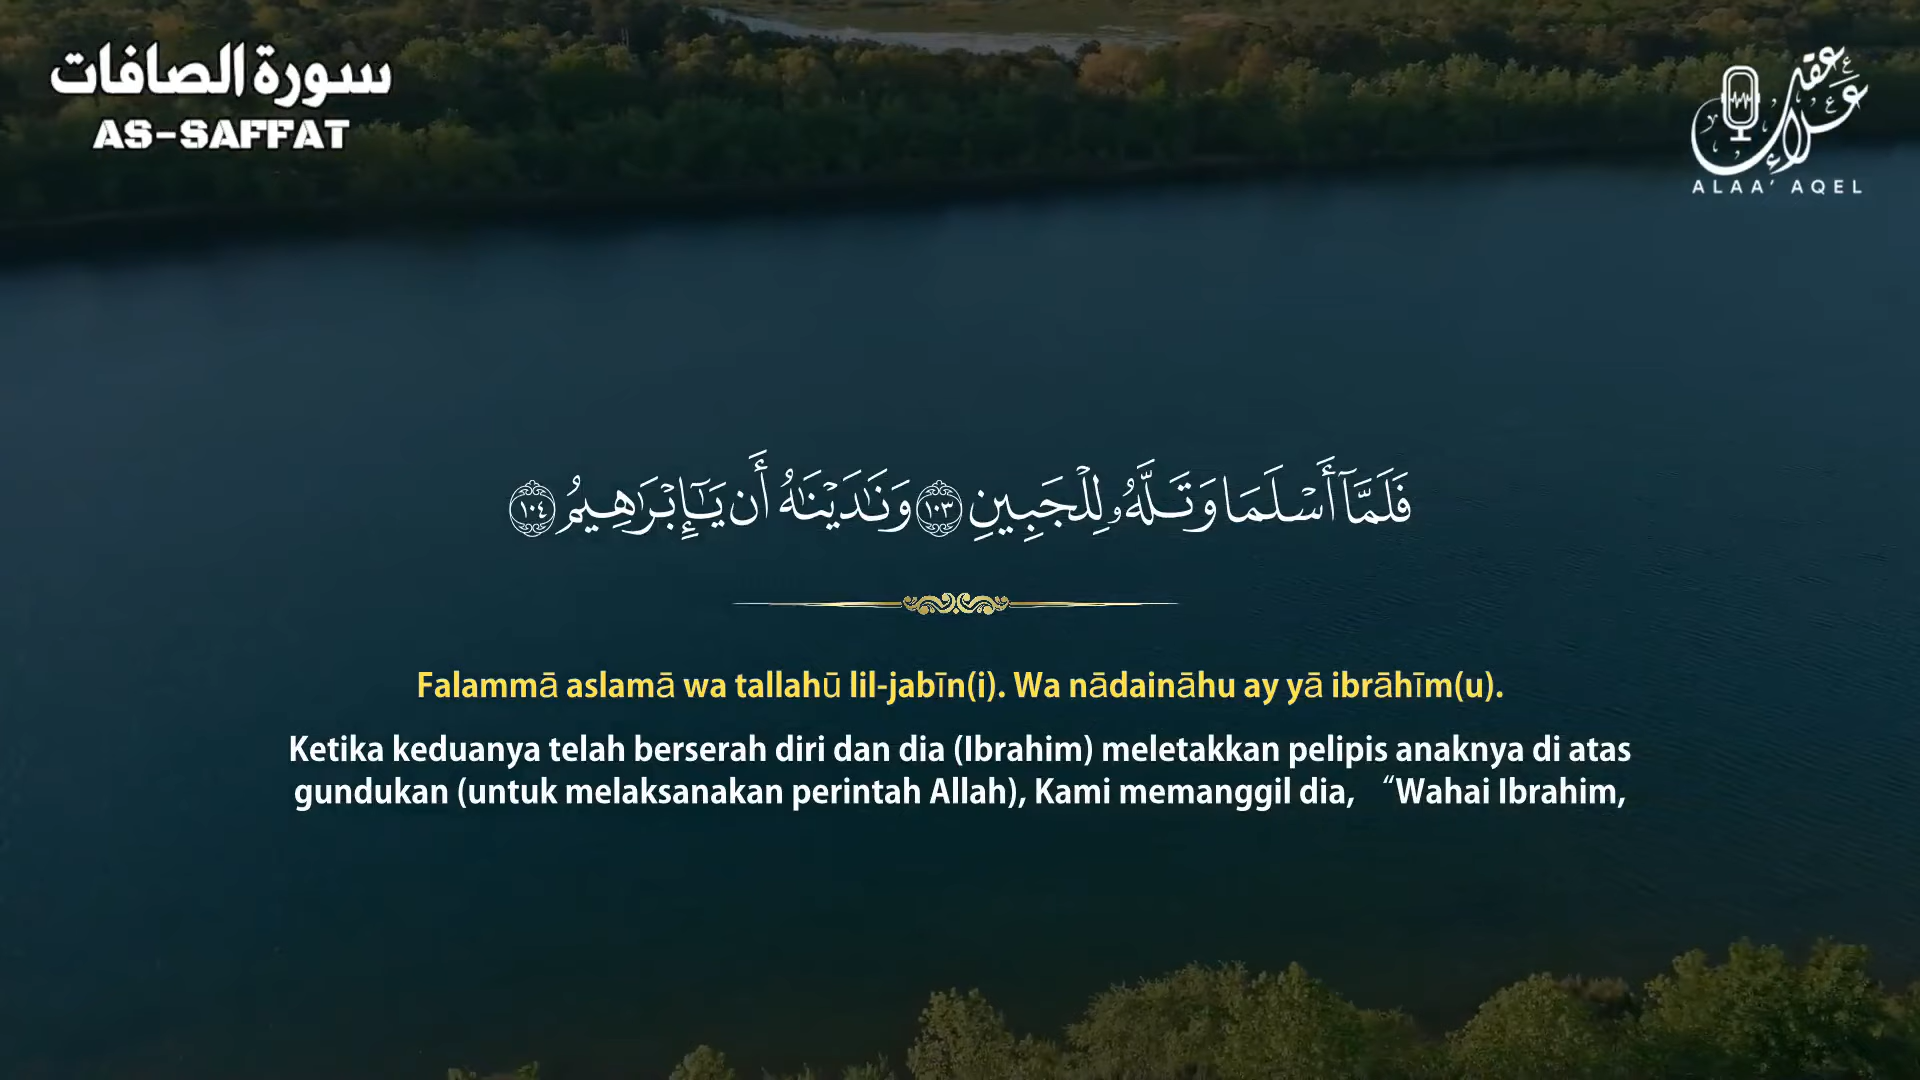 سورة الصافات
AS-SAFFAT
علاء عقل
ALAA' AQEL
فَلَمَّآ أَسْلَمَا وَتَلَّهُۥ لِلْجَبِينِ ١٠٣ وَنَٰدَيْنَٰهُ أَن يَٰٓإِبْرَٰهِيمُ ١٠٤
Falammā aslamā wa tallahū lil-jabīn(i). Wa nādaināhu ay yā ibrāhīm(u).
Ketika keduanya telah berserah diri dan dia (Ibrahim) meletakkan pelipis anaknya di atas
gundukan (untuk melaksanakan perintah Allah), Kami memanggil dia, “Wahai Ibrahim,